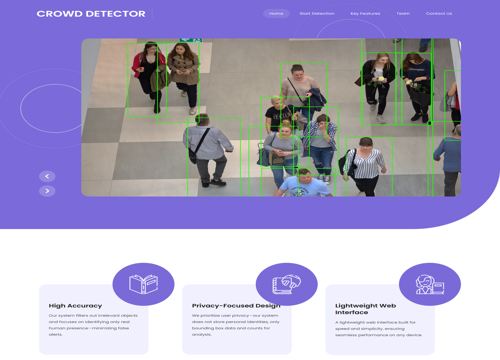 CROWD DETECTOR
Home Start Detection Key Features Team Contact Us
High Accuracy
Our system filters out irrelevant objects
and focuses on identifying only real
human presence - minimizing false
alerts.
Privacy-Focused Design
We prioritize user privacy - our system
does not store personal identities, only
bounding box data and counts for
analysis.
Lightweight Web
Interface
A lightweight web interface built for
speed and simplicity, ensuring
seamless performance on any device.